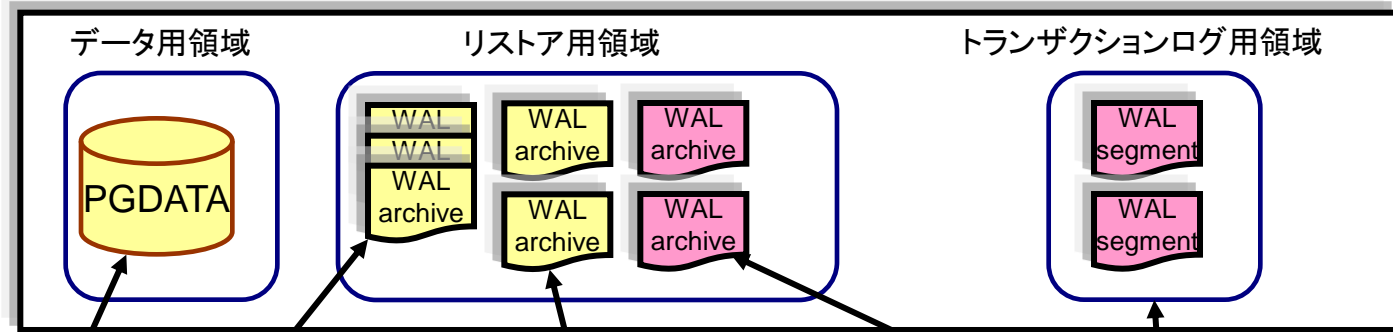 データ用領域
リストア用領域
トランザクションログ用領域
PGDATA
WAL
WAL
WAL
archive
WAL
archive
WAL
archive
WAL
archive
WAL
archive
WAL
segment
WAL
segment